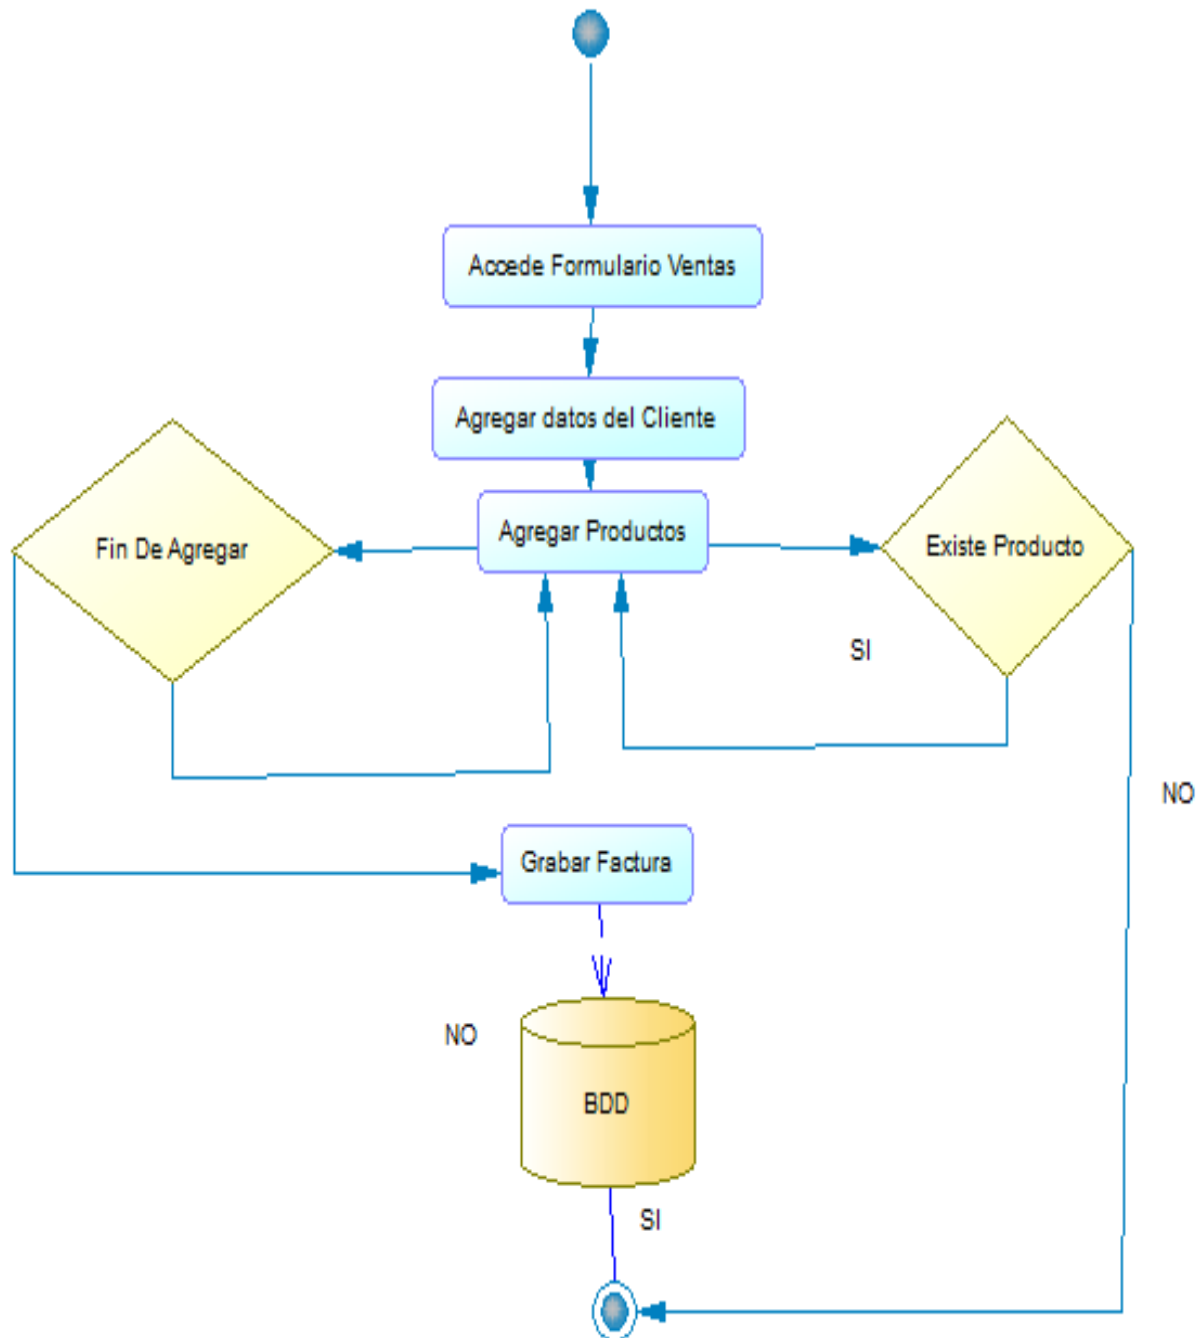 Accede Formulario Ventas
Agregar datos del Cliente
Agregar Productos
Fin De Agregar
Existe Producto
SI
NO
Grabar Factura
NO
BDD
SI